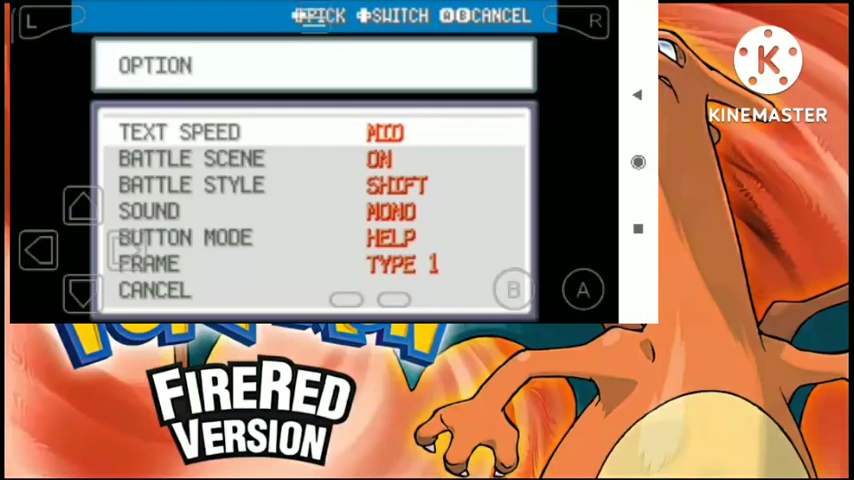 L
PICK SWITCH A B CANCEL
R
OPTION
TEXT SPEED MID
BATTLE SCENE ON
BATTLE STYLE SHIFT
SOUND MONO
BUTTON MODE HELP
FRAME TYPE 1
CANCEL
B
A
K
KINEMASTER
FIRERED
VERSION